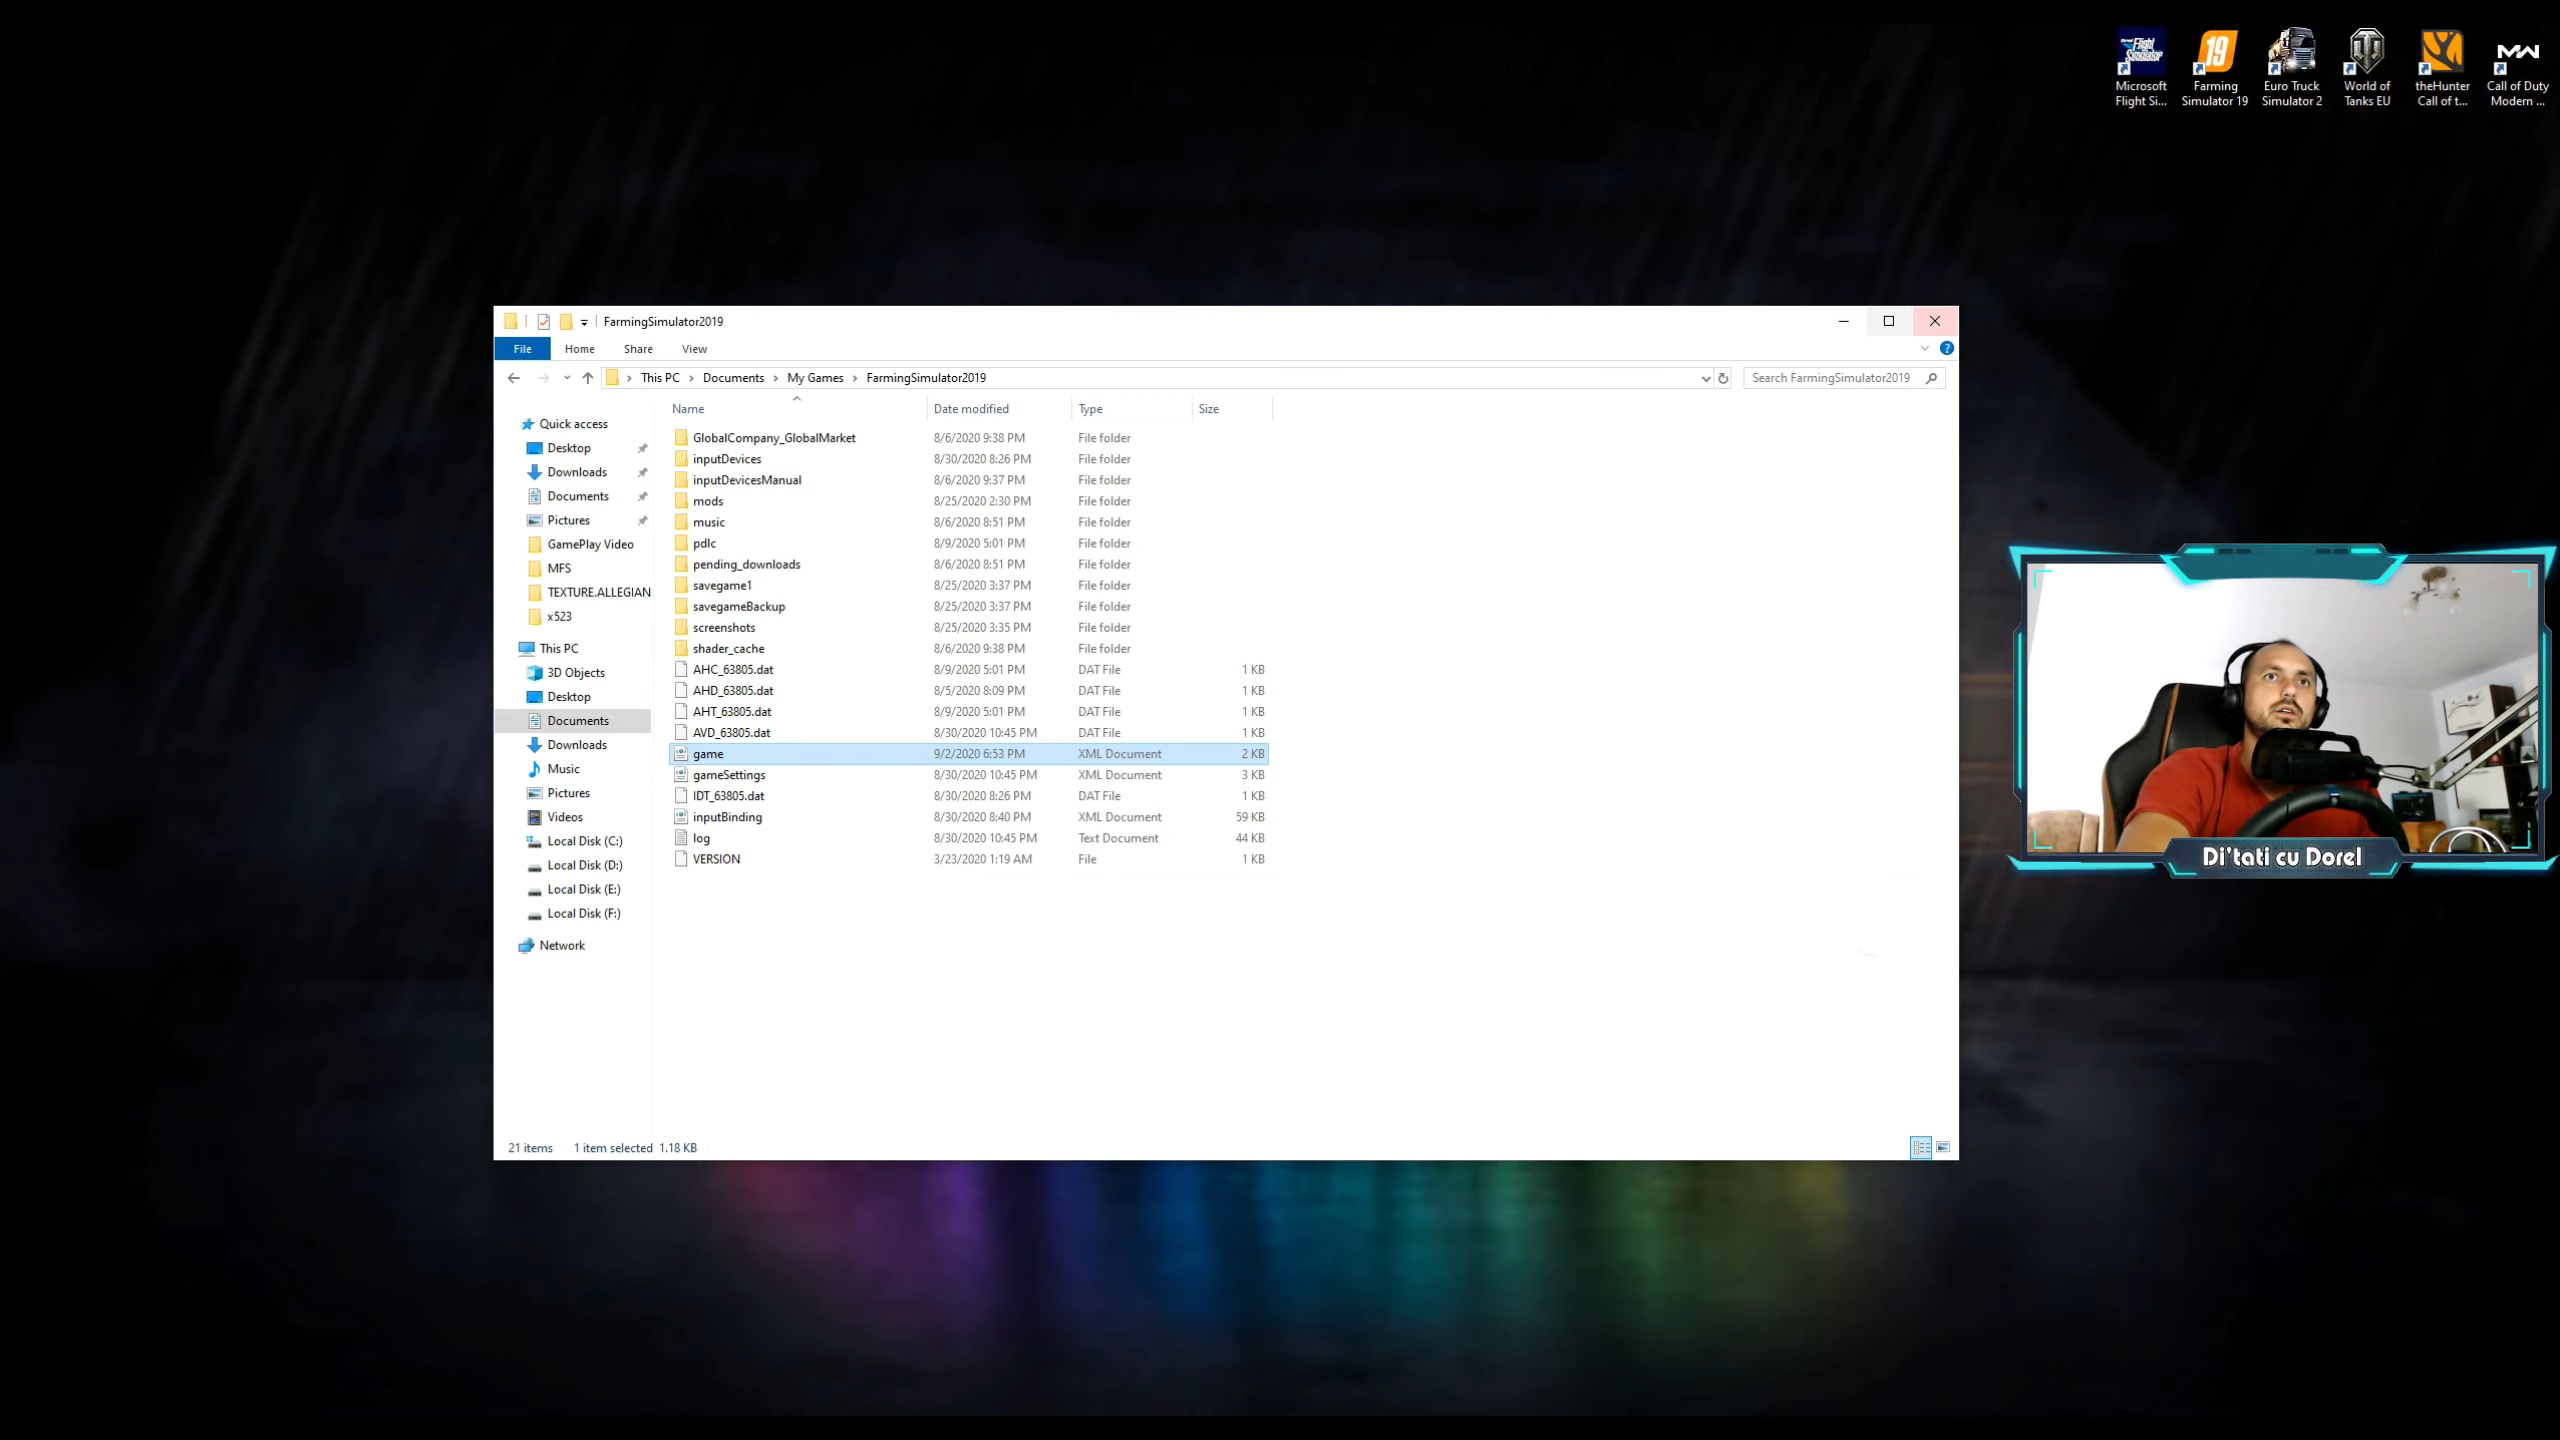 Microsoft Flight Si...
Farming Simulator 19
Euro Truck Simulator 2
World of Tanks EU
theHunter Call of t...
Call of Duty Modern ...
FarmingSimulator2019
File Home Share View
This PC > Documents > My Games > FarmingSimulator2019
Search FarmingSimulator2019
Name Date modified Type Size
Quick access
Desktop
Downloads
Documents
Pictures
GamePlay Video
MFS
TEXTURE.ALLEGIAN
x523
This PC
3D Objects
Desktop
Documents
Downloads
Music
Pictures
Videos
Local Disk (C:)
Local Disk (D:)
Local Disk (E:)
Local Disk (F:)
Network
GlobalCompany_GlobalMarket 8/6/2020 9:38 PM File folder
inputDevices 8/30/2020 8:26 PM File folder
inputDevicesManual 8/6/2020 9:37 PM File folder
mods 8/25/2020 2:30 PM File folder
music 8/6/2020 8:51 PM File folder
pdlc 8/9/2020 5:01 PM File folder
pending_downloads 8/6/2020 8:51 PM File folder
savegame1 8/25/2020 3:37 PM File folder
savegameBackup 8/25/2020 3:37 PM File folder
screenshots 8/25/2020 3:35 PM File folder
shader_cache 8/6/2020 9:38 PM File folder
AHC_63805.dat 8/9/2020 5:01 PM DAT File 1 KB
AHD_63805.dat 8/5/2020 8:09 PM DAT File 1 KB
AHT_63805.dat 8/9/2020 5:01 PM DAT File 1 KB
AVD_63805.dat 8/30/2020 10:45 PM DAT File 1 KB
game 9/2/2020 6:53 PM XML Document 2 KB
gameSettings 8/30/2020 10:45 PM XML Document 3 KB
IDT_63805.dat 8/30/2020 8:26 PM DAT File 1 KB
inputBinding 8/30/2020 8:40 PM XML Document 59 KB
log 8/30/2020 10:45 PM Text Document 44 KB
VERSION 3/23/2020 1:19 AM File 1 KB
21 items 1 item selected 1.18 KB
Di'tati cu Dorel